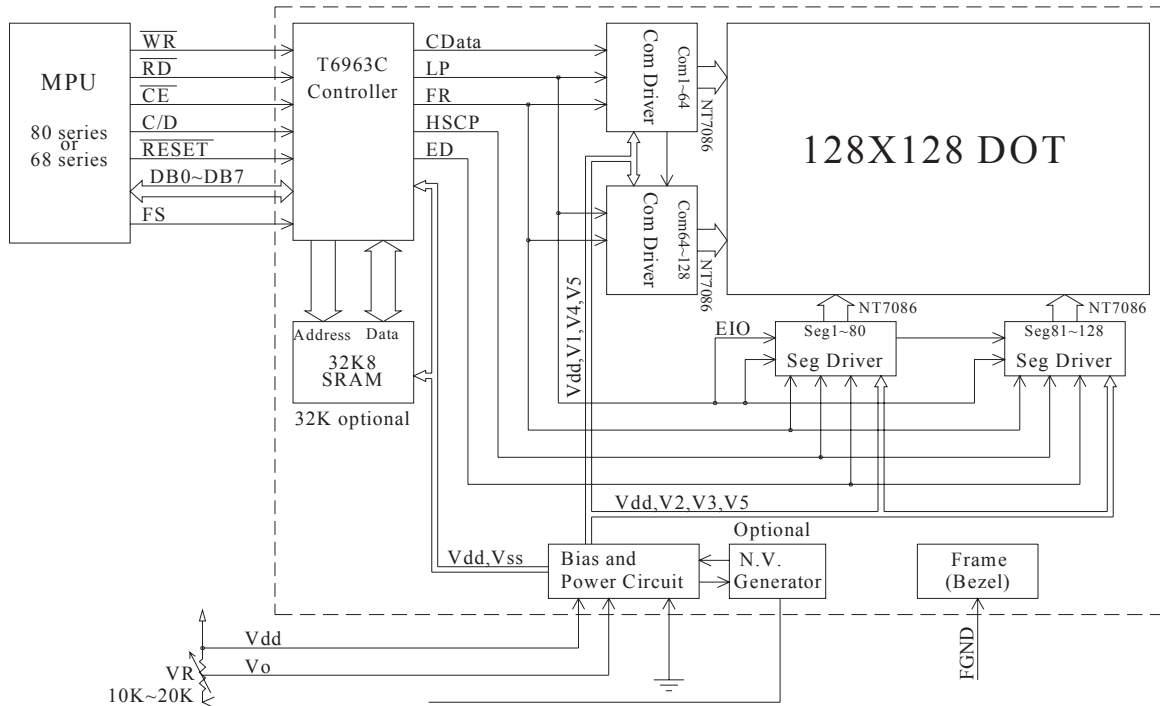 MPU
80 series
or
68 series
WR
RD
CE
C/D
RESET
DB0~DB7
FS
T6963C
Controller
CData
LP
FR
HSCP
ED
Com Driver
Com1~64
NT7086
Com Driver
Com64~128
NT7086
128X128 DOT
Address Data
32K8
SRAM
32K optional
Vdd,V1,V4,V5
EIO
NT7086
Seg1~80
Seg Driver
NT7086
Seg81~128
Seg Driver
Vdd,V2,V3,V5
Optional
Vdd,Vss
Bias and
Power Circuit
N.V.
Generator
Frame
(Bezel)
FGND
Vdd
Vo
VR
10K~20K